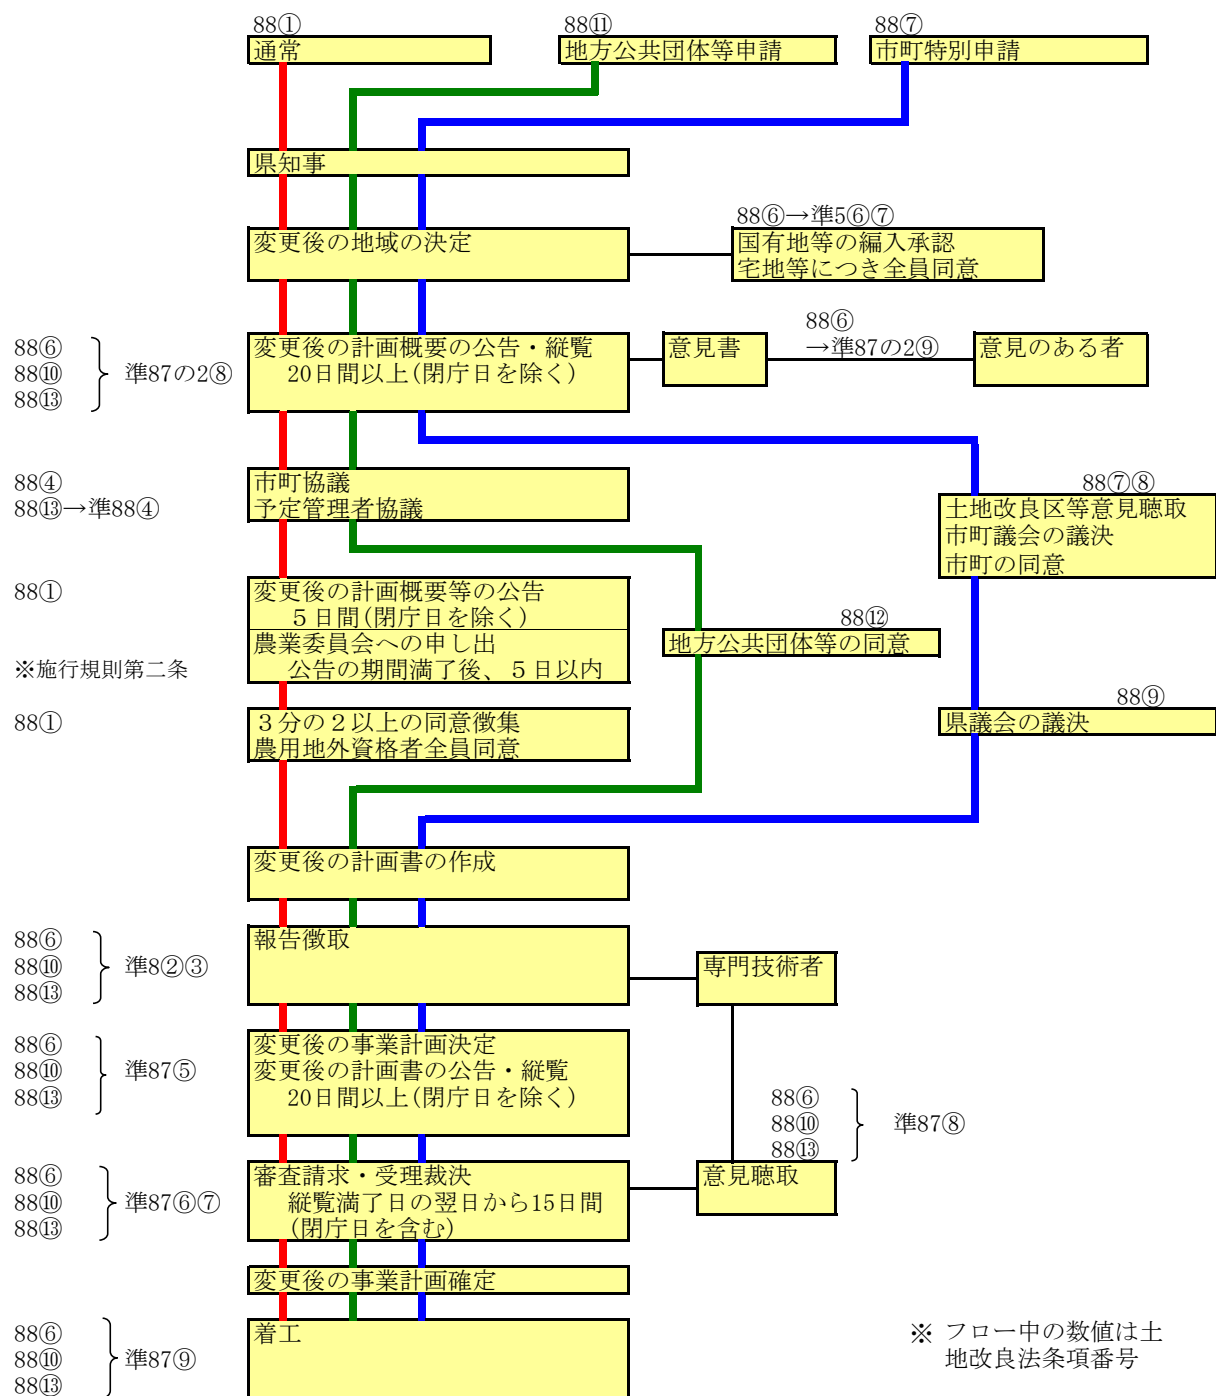 88①
88⑪
88⑦
通常
地方公共団体等申請
市町特別申請
県知事
88⑥→準5⑥⑦
変更後の地域の決定
国有地等の編入承認
宅地等につき全員同意
88⑥
88⑩
88⑬
準87の2⑧
変更後の計画概要の公告・縦覧
20日間以上(閉庁日を除く)
意見書
88⑥
→準87の2⑨
意見のある者
88④
88⑬→準88④
市町協議
予定管理者協議
88⑦⑧
土地改良区等意見聴取
市町議会の議決
市町の同意
88①
変更後の計画概要等の公告
５日間(閉庁日を除く)
農業委員会への申し出
公告の期間満了後、５日以内
※施行規則第二条
88⑫
地方公共団体等の同意
88①
３分の２以上の同意徴集
農用地外資格者全員同意
88⑨
県議会の議決
変更後の計画書の作成
88⑥
88⑩
88⑬
準8②③
報告徴取
専門技術者
88⑥
88⑩
88⑬
準87⑤
変更後の事業計画決定
変更後の計画書の公告・縦覧
20日間以上(閉庁日を除く)
88⑥
88⑩
88⑬
準87⑧
88⑥
88⑩
88⑬
準87⑥⑦
審査請求・受理裁決
縦覧満了日の翌日から15日間
(閉庁日を含む)
意見聴取
変更後の事業計画確定
88⑥
88⑩
88⑬
準87⑨
着工
※ フロー中の数値は土
地改良法条項番号